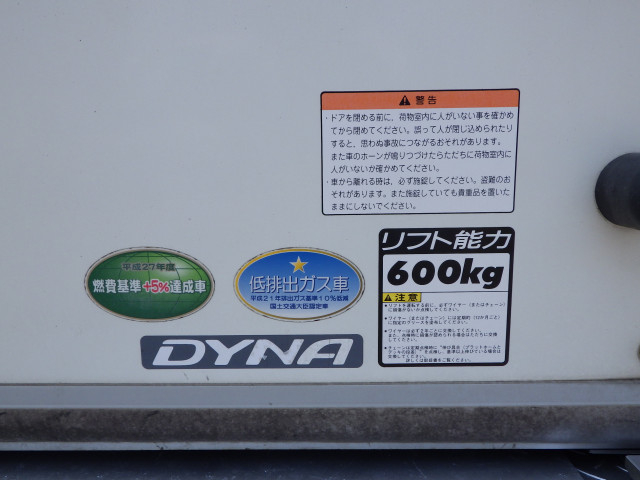 警告
・ドアを閉める前に、荷物室内に人がいない事を確かめ
てから閉めてください。誤って人が閉じ込められたり
すると、思わぬ事故につながるおそれがあります。
また車のホーンが鳴りつづけたらただちに荷物室内に
人がいないか確かめてください。
・車から離れる時は、必ず施錠してください。盗難のお
それがあります。また施錠していても貴重品を置いた
ままにしないでください。
平成27年度
燃費基準+5%達成車
低排出ガス車
平成21年排出ガス基準10%低減
国土交通大臣認定車
DYNA
リフト能力
600kg
注意